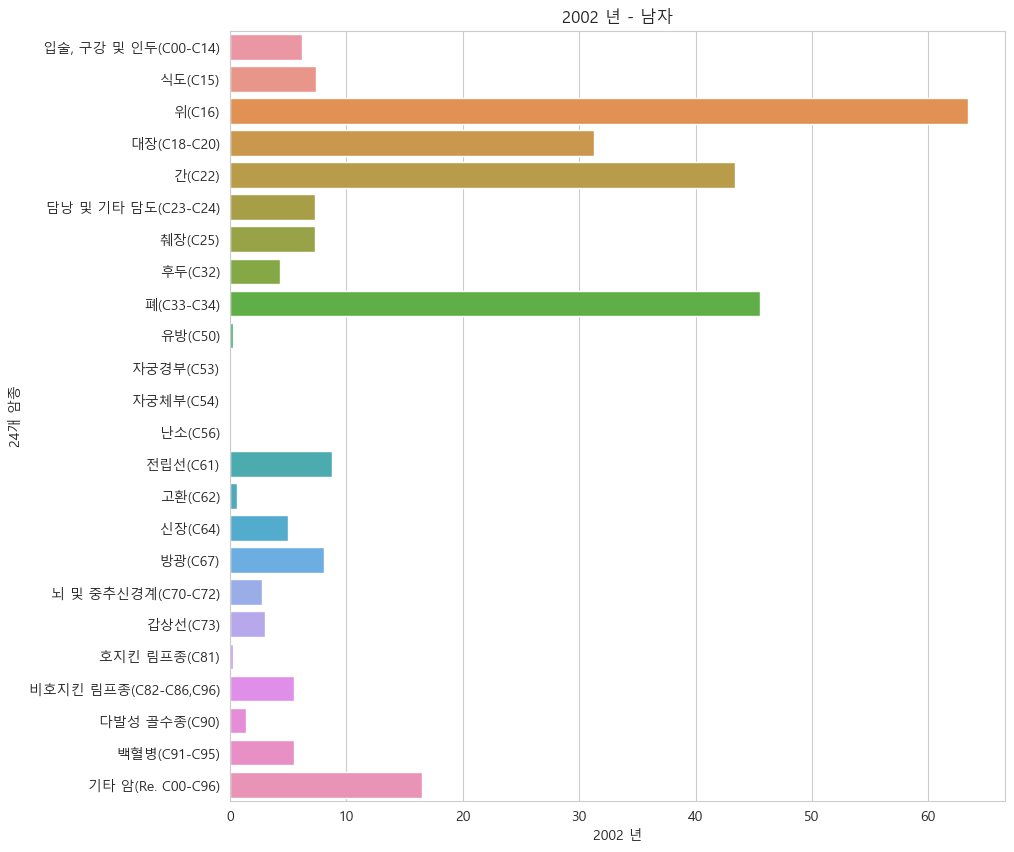 2002 년 - 남자
입술, 구강 및 인두(C00-C14)
식도(C15)
위(C16)
대장(C18-C20)
간(C22)
담낭 및 기타 담도(C23-C24)
췌장(C25)
후두(C32)
폐(C33-C34)
유방(C50)
자궁경부(C53)
자궁체부(C54)
난소(C56)
전립선(C61)
고환(C62)
신장(C64)
방광(C67)
뇌 및 중추신경계(C70-C72)
갑상선(C73)
호지킨 림프종(C81)
비호지킨 림프종(C82-C86,C96)
다발성 골수종(C90)
백혈병(C91-C95)
기타 암(Re. C00-C96)
24개 암종
0 10 20 30 40 50 60
2002 년